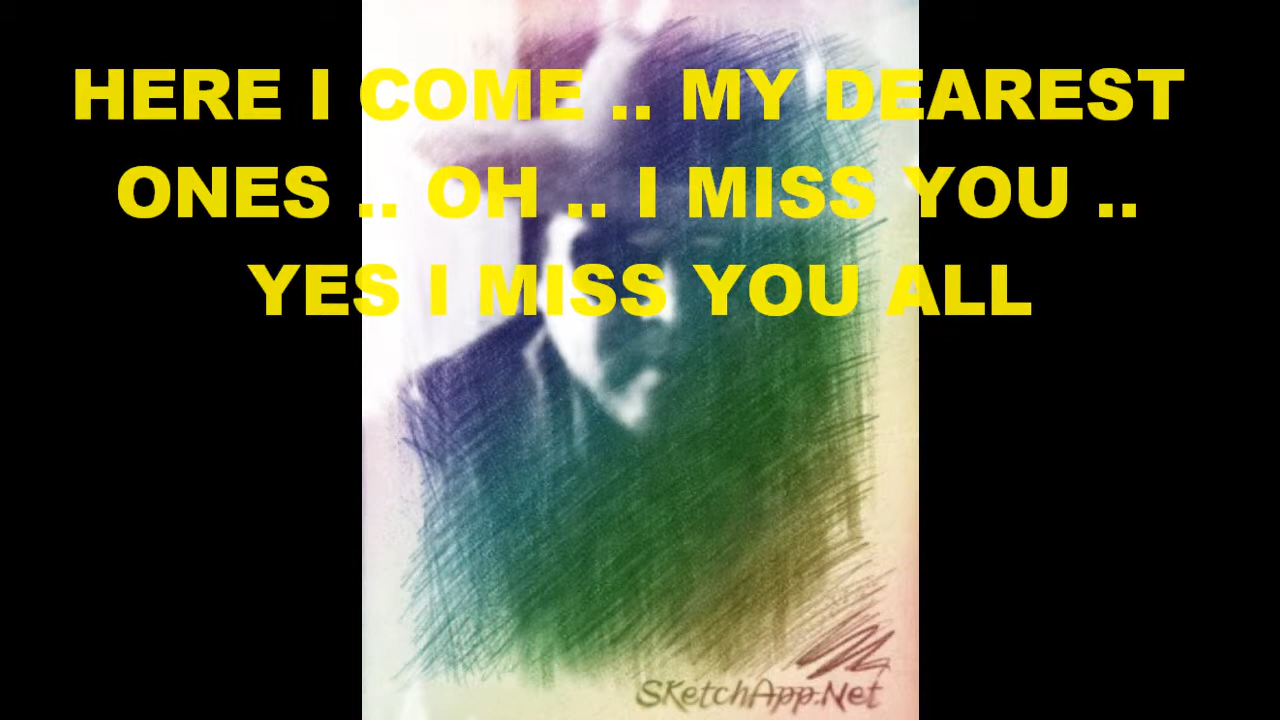 HERE I COME .. MY DEAREST
ONES .. OH .. I MISS YOU ..
YES I MISS YOU ALL
SKetchApp.Net